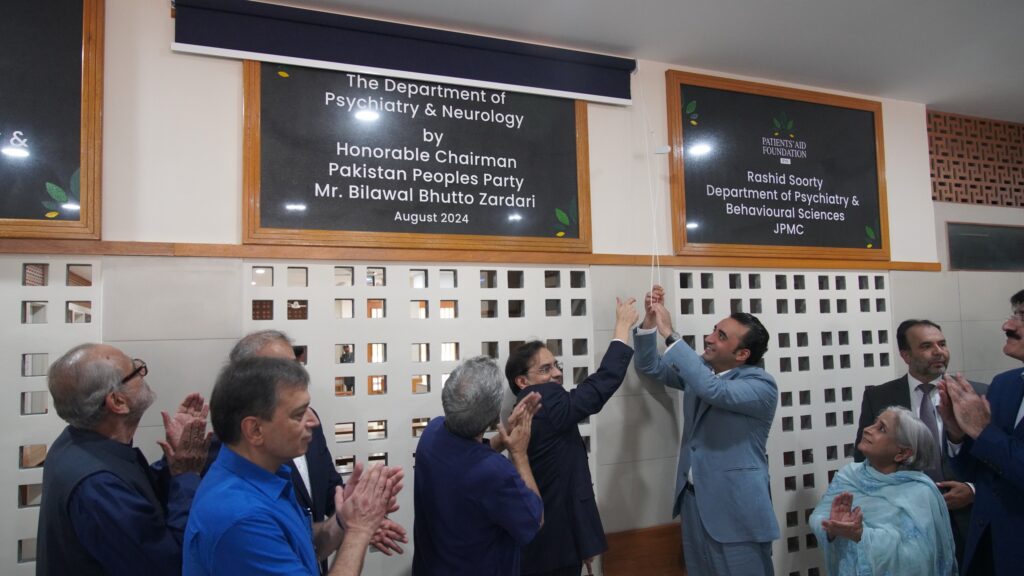 &
The Department of
Psychiatry & Neurology
by
Honorable Chairman
Pakistan Peoples Party
Mr. Bilawal Bhutto Zardari
August 2024
PATIENTS' AID
FOUNDATION
Rashid Soorty
Department of Psychiatry &
Behavioural Sciences
JPMC